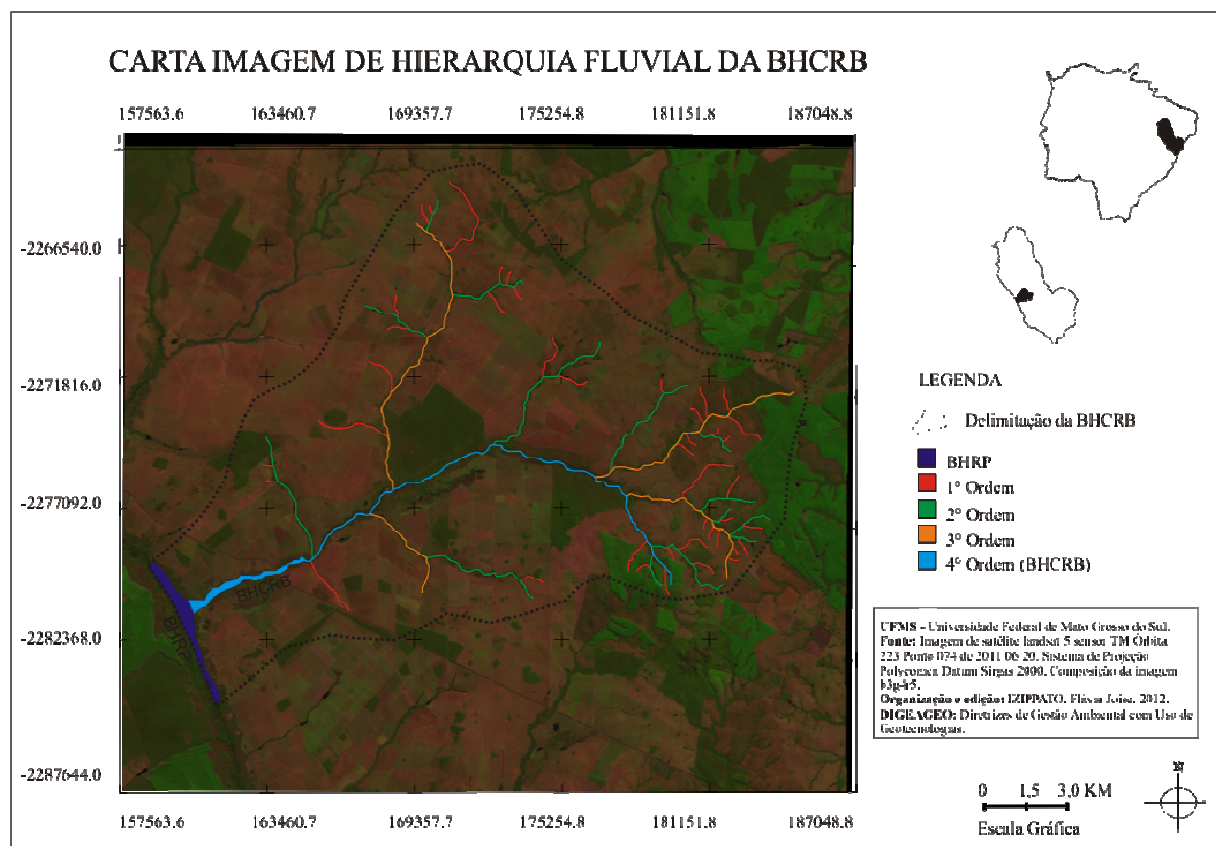 CARTA IMAGEM DE HIERARQUIA FLUVIAL DA BHCRB
157563.6 163460.7 169357.7 175254.8 181151.8 187048.8
-2266540.0
-2271816.0
-2277092.0
-2282368.0
-2287644.0
BHCRB
BHRP
157563.6 163460.7 169357.7 175254.8 181151.8 187048.8
LEGENDA
Delimitação da BHCRB
BHRP
1° Ordem
2° Ordem
3° Ordem
4° Ordem (BHCRB)
UFMS - Universidade Federal de Mato Grosso do Sul.
Fonte: Imagem de satélite landsat 5 sensor TM Órbita
223 Ponto 074 de 2011 06 20. Sistema de Projeção
Polyconica Datum Sirgas 2000. Composição da imagem
Organização e edição: IZIPPATO, Flávia Joise, 2012.
DIGEAGEO: Diretrizes de Gestão Ambiental com Uso de
Geotecnologias.
0 1,5 3,0 KM
Escala Gráfica
N